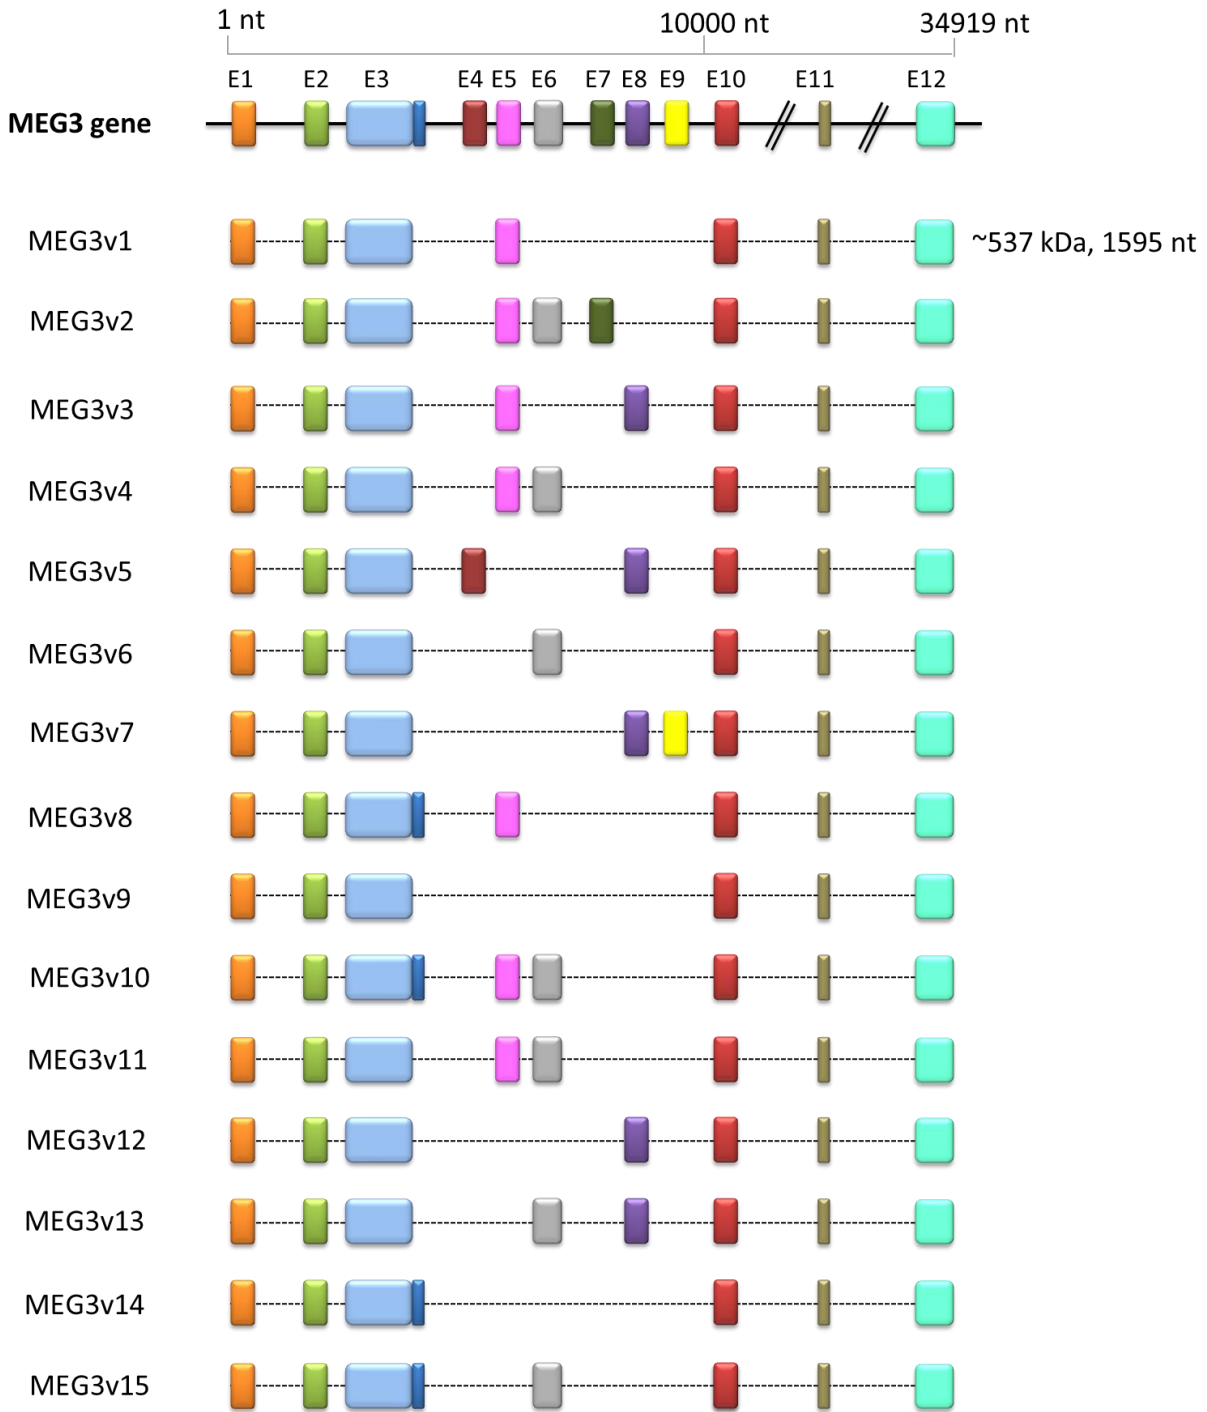 1 nt 10000 nt 34919 nt
E1 E2 E3 E4 E5 E6 E7 E8 E9 E10 E11 E12
MEG3 gene
MEG3v1 ~537 kDa, 1595 nt
MEG3v2
MEG3v3
MEG3v4
MEG3v5
MEG3v6
MEG3v7
MEG3v8
MEG3v9
MEG3v10
MEG3v11
MEG3v12
MEG3v13
MEG3v14
MEG3v15